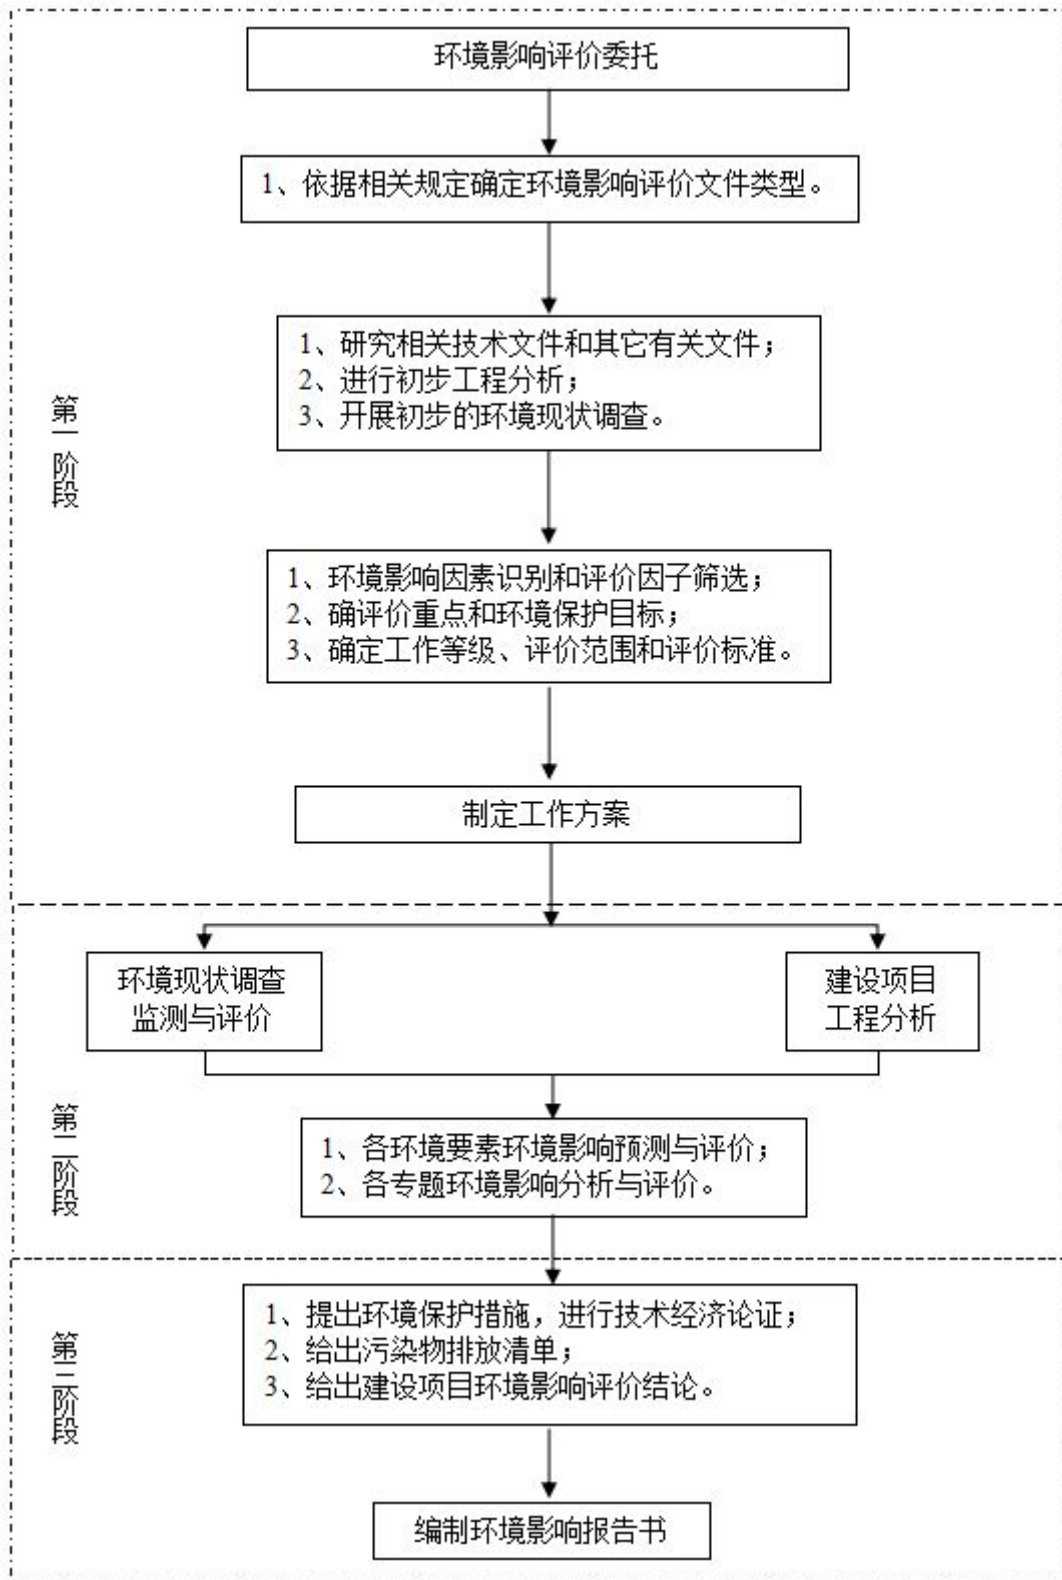 环境影响评价委托
1、依据相关规定确定环境影响评价文件类型。
1、研究相关技术文件和其它有关文件；
2、进行初步工程分析；
3、开展初步的环境现状调查。
第一阶段
1、环境影响因素识别和评价因子筛选；
2、确评价重点和环境保护目标；
3、确定工作等级、评价范围和评价标准。
制定工作方案
环境现状调查
监测与评价
建设项目
工程分析
第二阶段
1、各环境要素环境影响预测与评价；
2、各专题环境影响分析与评价。
第三阶段
1、提出环境保护措施，进行技术经济论证；
2、给出污染物排放清单；
3、给出建设项目环境影响评价结论。
编制环境影响报告书